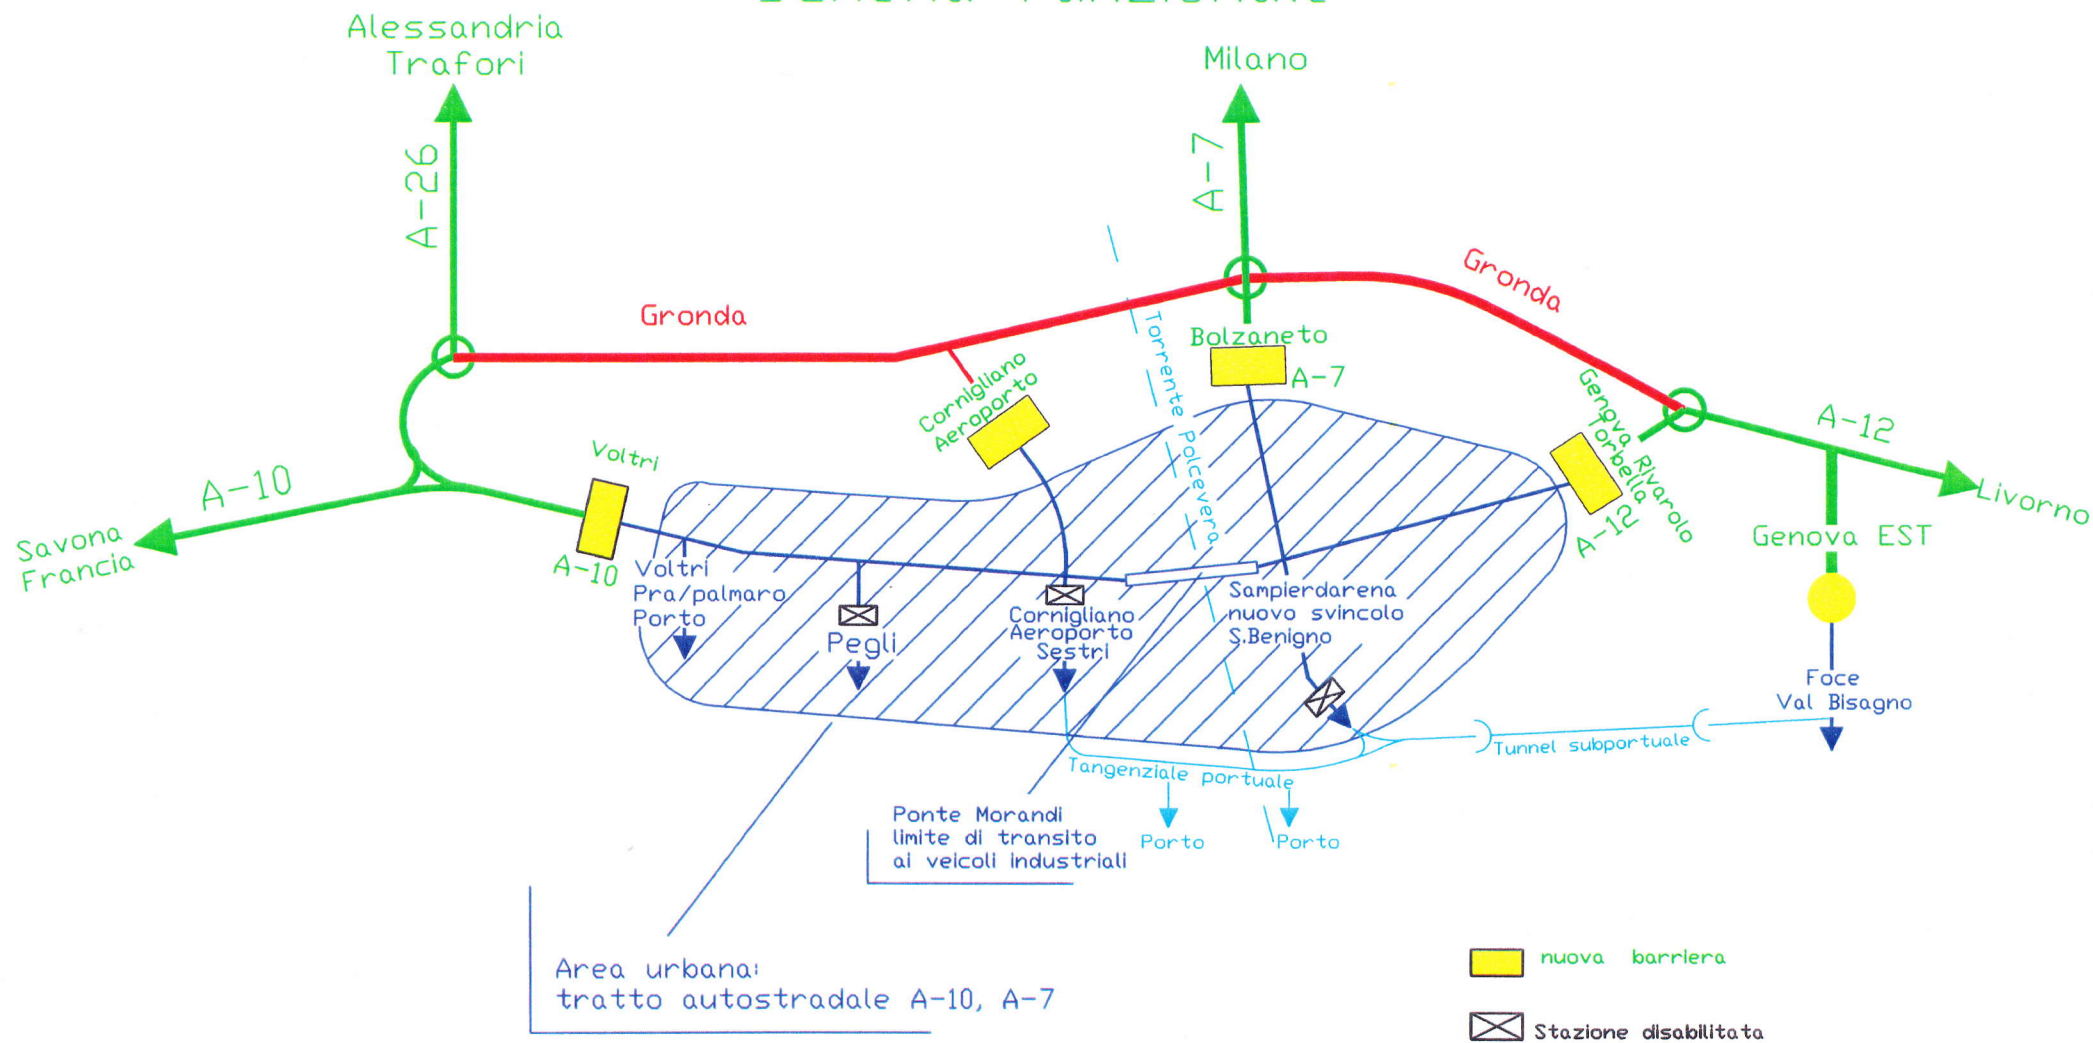 Alessandria
Trafori
Milano
A-26
A-7
Gronda
Gronda
Torrente Polcevera
Bolzaneto
A-7
Cornigliano
Aeroporto
Genova Rivarolo
Torbella
A-12
A-12
Livorno
Voltri
A-10
A-10
Savona
Francia
Genova EST
Voltri
Pra/palmaro
Porto
Pegli
Cornigliano
Aeroporto
Sestri
Sampierdarena
nuovo svincolo
S.Benigno
Foce
Val Bisagno
Tunnel subportuale
Tangenziale portuale
Porto
Porto
Ponte Morandi
limite di transito
ai veicoli industriali
Area urbana:
tratto autostradale A-10, A-7
nuova barriera
Stazione disabilitata